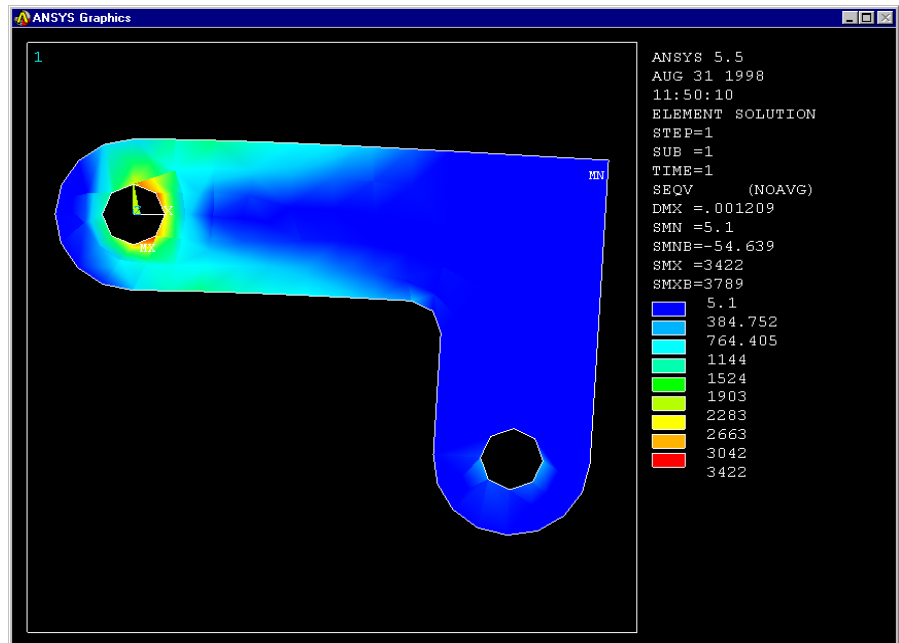 ANSYS Graphics
1
ANSYS 5.5
AUG 31 1998
11:50:10
ELEMENT SOLUTION
STEP=1
SUB =1
TIME=1
SEQV (NOAVG)
DMX =.001209
SMN =5.1
SMNB=-54.639
SMX =3422
SMXB=3789
5.1
384.752
764.405
1144
1524
1903
2283
2663
3042
3422
MN
Z X
MX